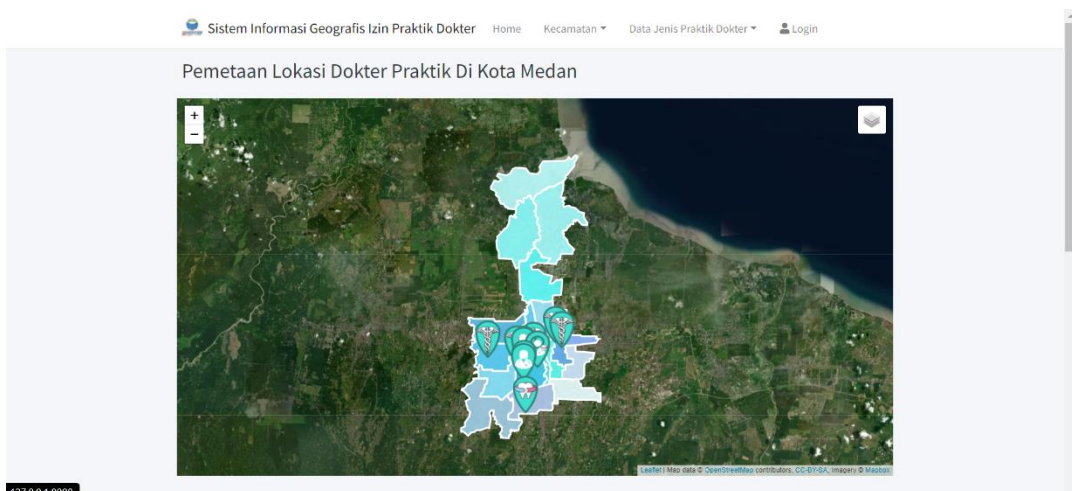 Sistem Informasi Geografis Izin Praktik Dokter Home Kecamatan Data Jenis Praktik Dokter Login
Pemetaan Lokasi Dokter Praktik Di Kota Medan
+
−
Leaflet | Map data © OpenStreetMap contributors, CC-BY-SA, Imagery © Mapbox